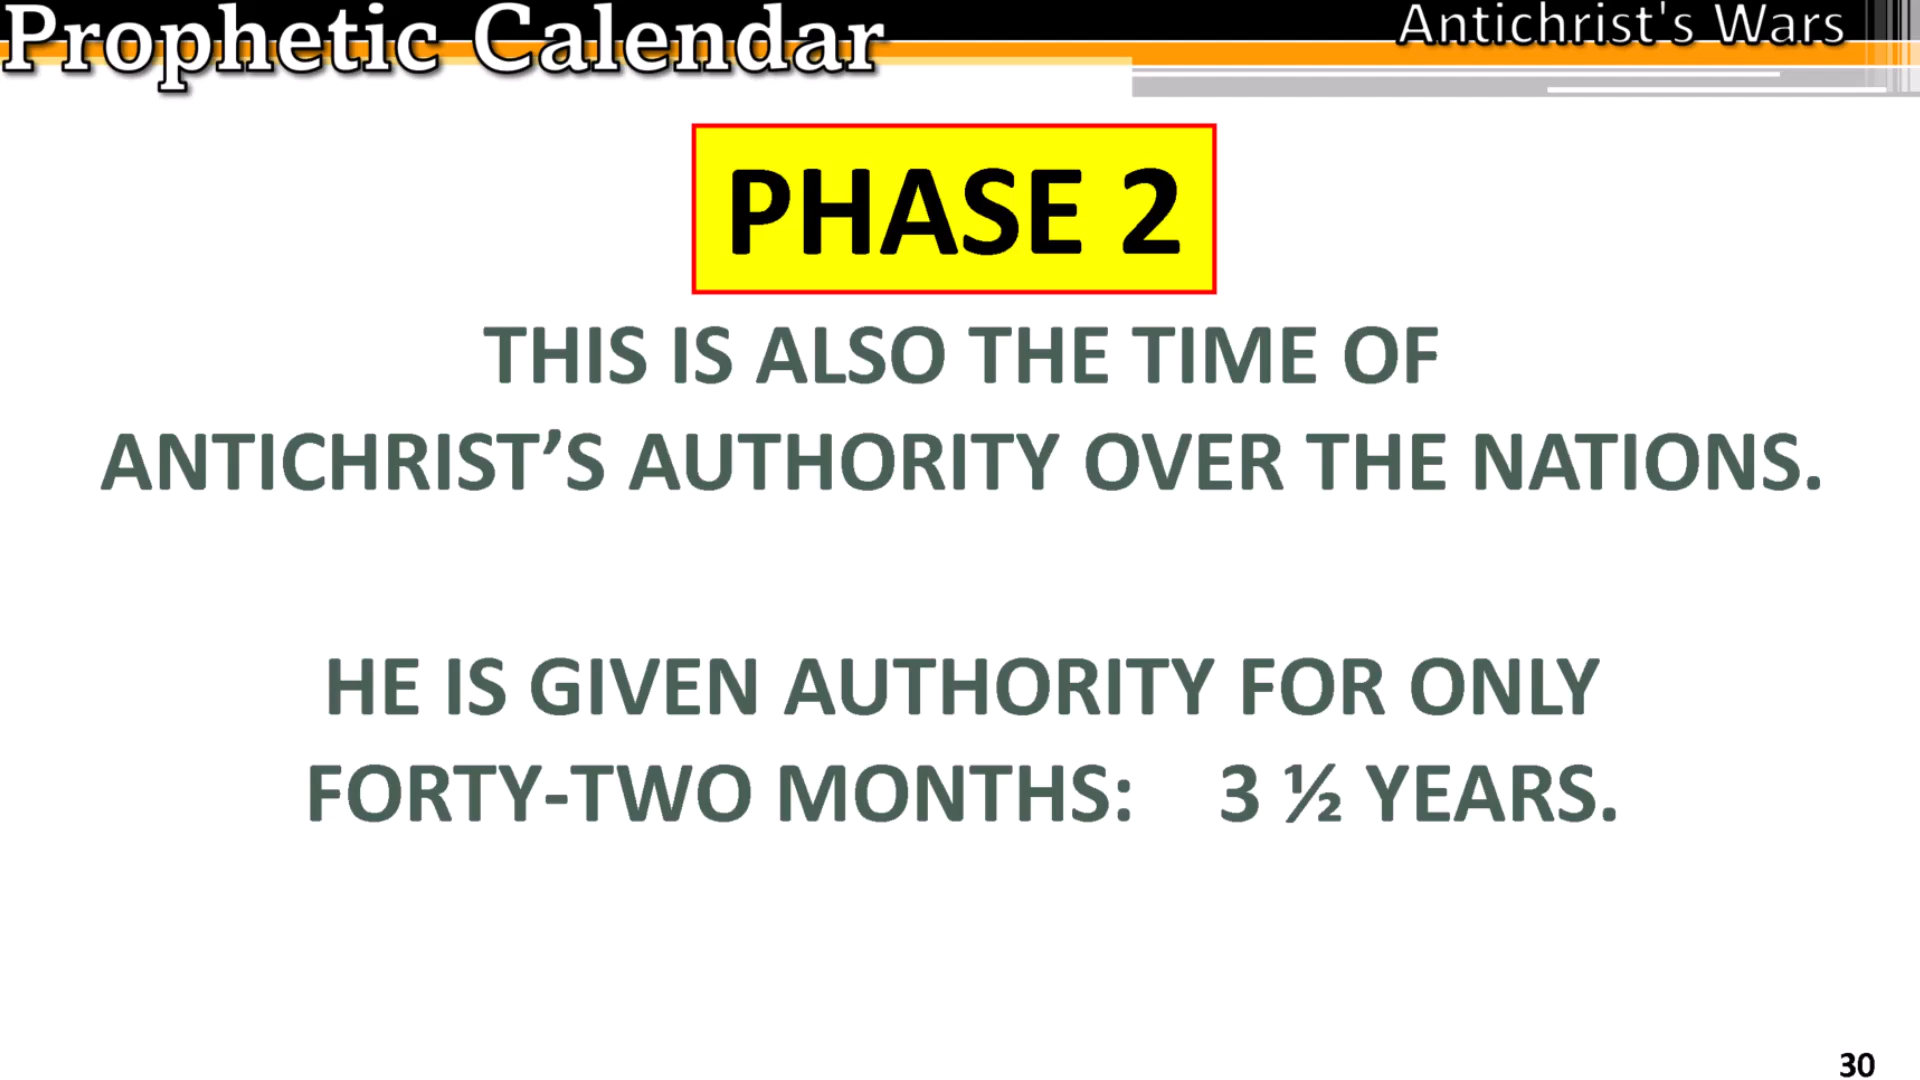 Prophetic Calendar
Antichrist's Wars
PHASE 2
THIS IS ALSO THE TIME OF
ANTICHRIST’S AUTHORITY OVER THE NATIONS.
HE IS GIVEN AUTHORITY FOR ONLY
FORTY-TWO MONTHS: 3 ½ YEARS.
30